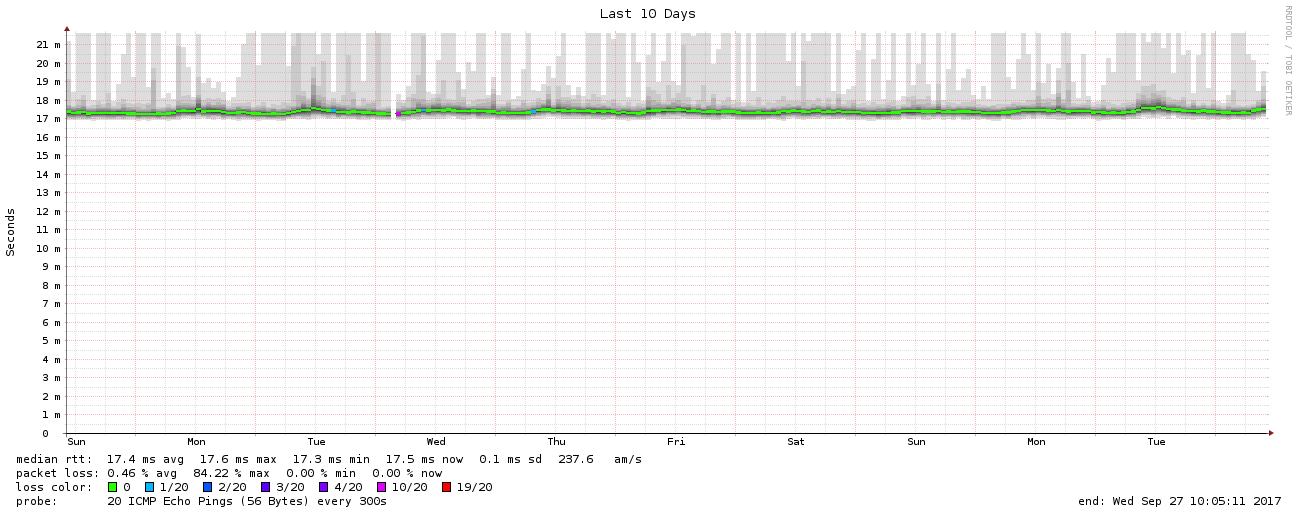 Last 10 Days
RRDTOOL / TOBI OETIKER
Seconds
21 m
20 m
19 m
18 m
17 m
16 m
15 m
14 m
13 m
12 m
11 m
10 m
9 m
8 m
7 m
6 m
5 m
4 m
3 m
2 m
1 m
0
Sun Mon Tue Wed Thu Fri Sat Sun Mon Tue
median rtt: 17.4 ms avg 17.6 ms max 17.3 ms min 17.5 ms now 0.1 ms sd 237.6 am/s
packet loss: 0.46 % avg 84.22 % max 0.00 % min 0.00 % now
loss color: 0 1/20 2/20 3/20 4/20 10/20 19/20
probe: 20 ICMP Echo Pings (56 Bytes) every 300s end: Wed Sep 27 10:05:11 2017